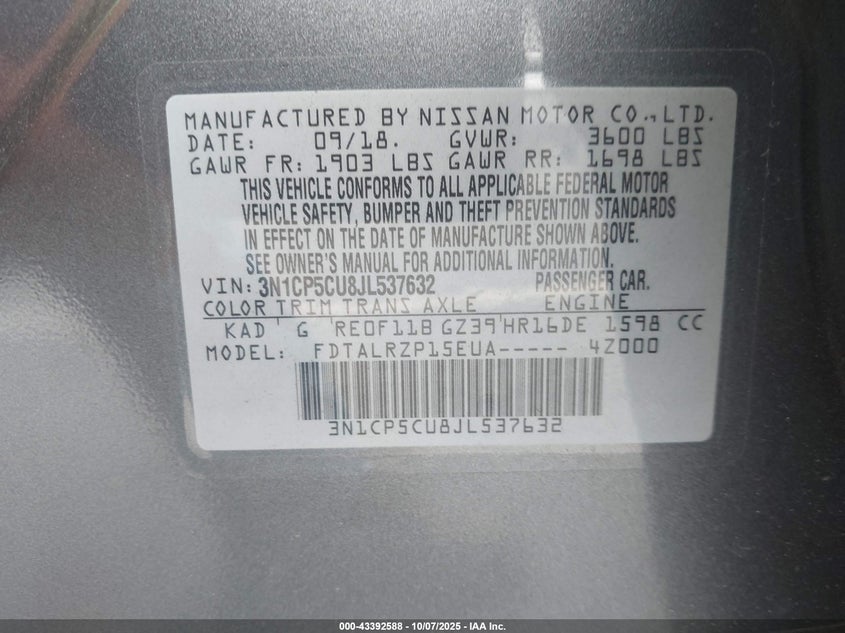 MANUFACTURED BY NISSAN MOTOR CO., LTD.
DATE: 09/18. GVWR: 3600 LBS
GAWR FR: 1903 LBS GAWR RR: 1698 LBS
THIS VEHICLE CONFORMS TO ALL APPLICABLE FEDERAL MOTOR
VEHICLE SAFETY, BUMPER AND THEFT PREVENTION STANDARDS
IN EFFECT ON THE DATE OF MANUFACTURE SHOWN ABOVE.
SEE OWNER'S MANUAL FOR ADDITIONAL INFORMATION.
VIN: 3N1CP5CU8JL537632 PASSENGER CAR.
COLOR TRIM TRANS AXLE ENGINE
KAD G RE0F11B GZ39 HR16DE 1598 CC
MODEL: FDTALRZP15EUA----- 4Z000
3N1CP5CU8JL537632
000-43392588 - 10/07/2025 - IAA Inc.